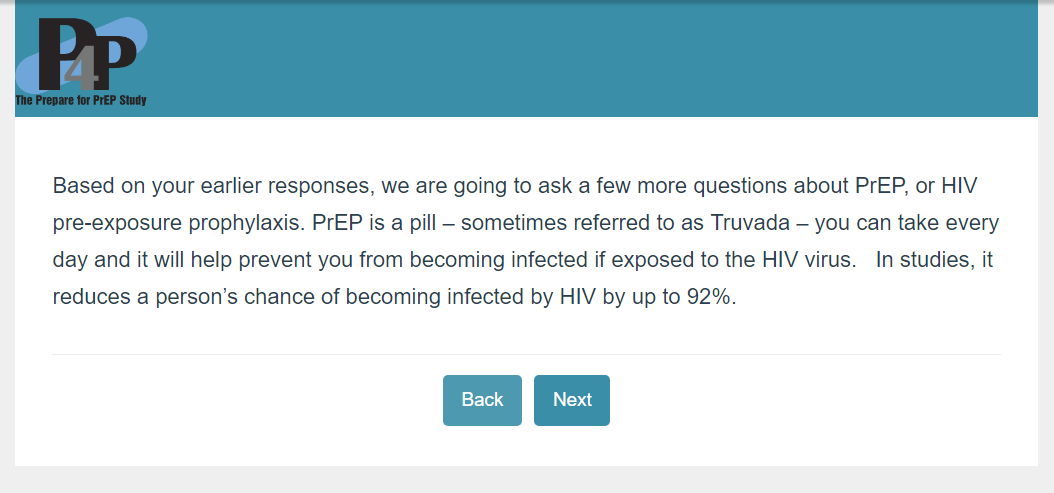 P4P
The Prepare for PrEP Study
Based on your earlier responses, we are going to ask a few more questions about PrEP, or HIV
pre-exposure prophylaxis. PrEP is a pill – sometimes referred to as Truvada – you can take every
day and it will help prevent you from becoming infected if exposed to the HIV virus.   In studies, it
reduces a person’s chance of becoming infected by HIV by up to 92%.
Back Next